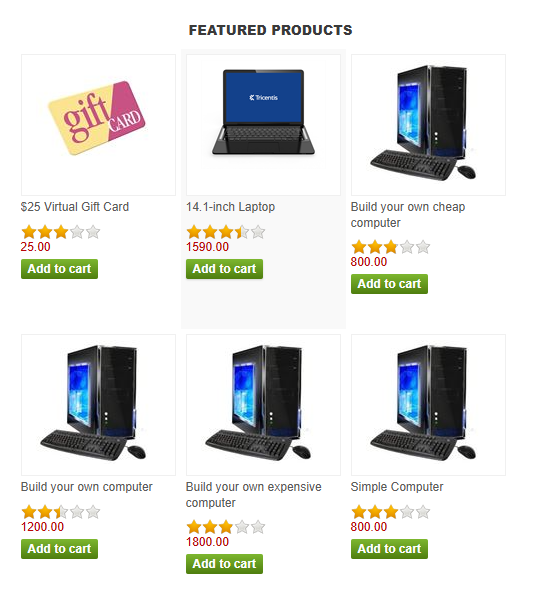 FEATURED PRODUCTS
gift
CARD
Tricentis
$25 Virtual Gift Card
25.00
Add to cart
14.1-inch Laptop
1590.00
Add to cart
Build your own cheap
computer
800.00
Add to cart
Build your own computer
1200.00
Add to cart
Build your own expensive
computer
1800.00
Add to cart
Simple Computer
800.00
Add to cart